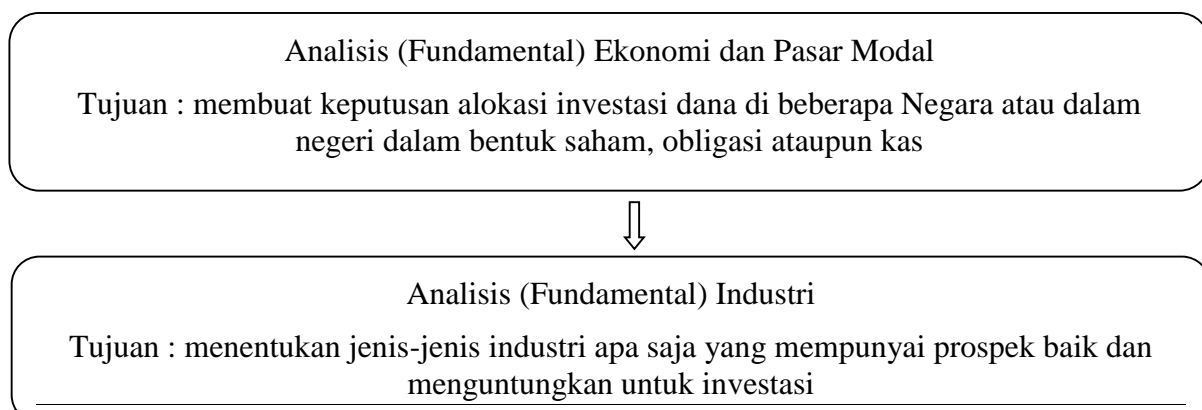 Analisis (Fundamental) Ekonomi dan Pasar Modal
Tujuan : membuat keputusan alokasi investasi dana di beberapa Negara atau dalam
negeri dalam bentuk saham, obligasi ataupun kas
Analisis (Fundamental) Industri
Tujuan : menentukan jenis-jenis industri apa saja yang mempunyai prospek baik dan
menguntungkan untuk investasi